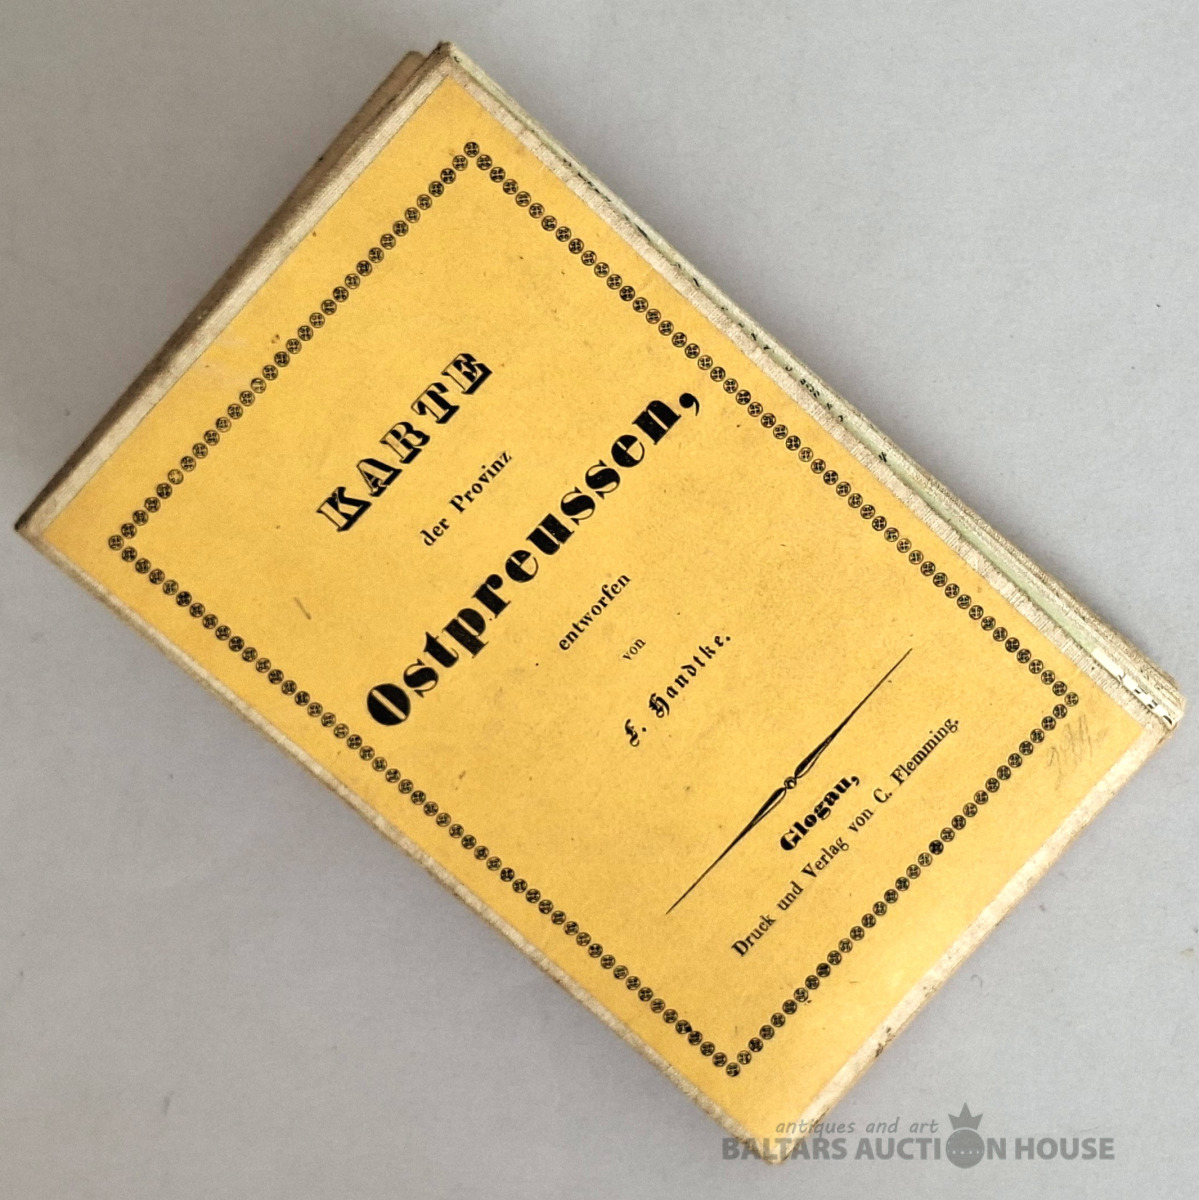 KARTE
der Provinz
Ostpreussen,
entworfen
von
F. Handtke.
Glogau,
Druck und Verlag von C. Flemming.
antiques and art
BALTARS AUCTION HOUSE